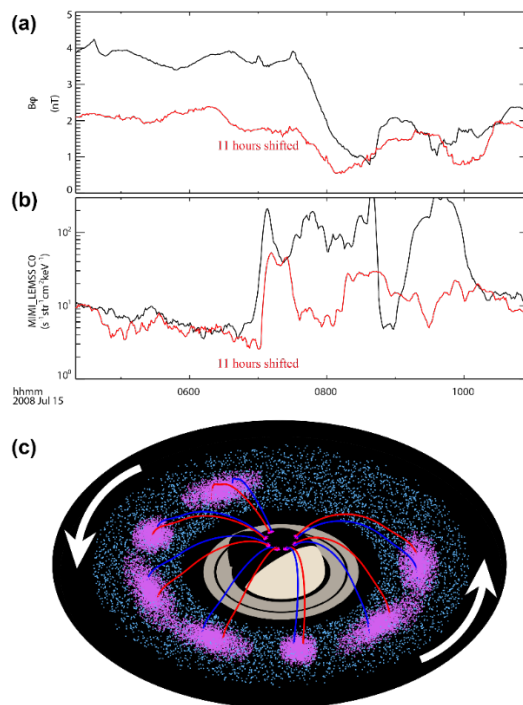 (a)
5
4
3
2
1
0
Bφ
(nT)
11 hours shifted
(b)
10²
10¹
10⁰
MIMI_LEMSS C0
(s⁻¹str⁻¹cm⁻²keV⁻¹)
11 hours shifted
hhmm
0600 0800 1000
2008 Jul 15
(c)